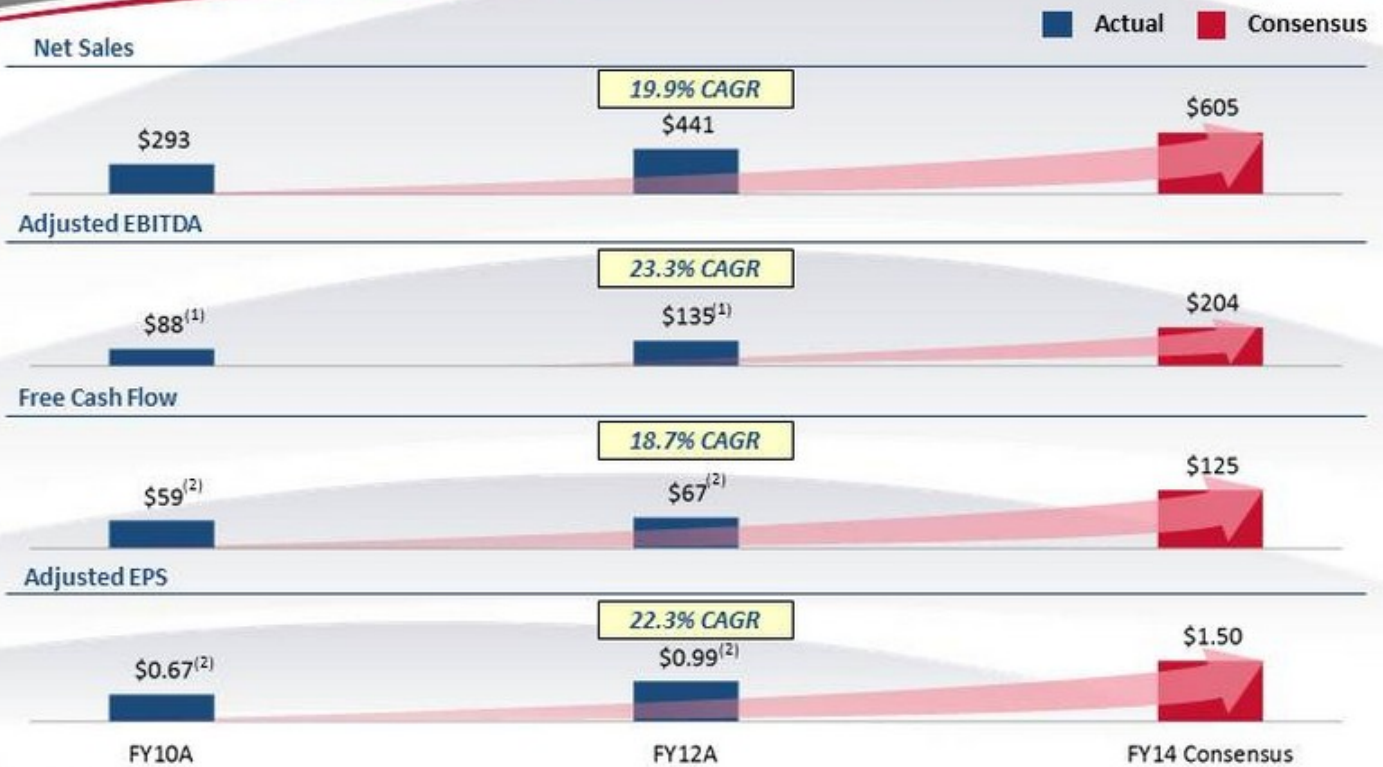 Actual Consensus
Net Sales
19.9% CAGR
$293 $441 $605
Adjusted EBITDA
23.3% CAGR
$88(1) $135(1) $204
Free Cash Flow
18.7% CAGR
$59(2) $67(2) $125
Adjusted EPS
22.3% CAGR
$0.67(2) $0.99(2) $1.50
FY10A FY12A FY14 Consensus